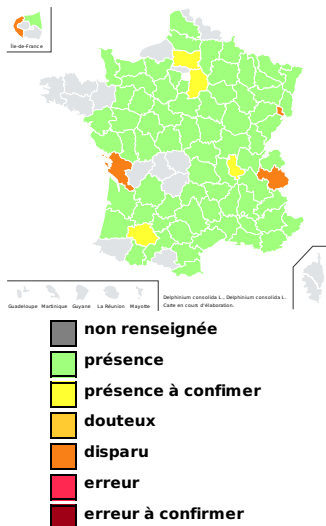 Île-de-France
Guadeloupe Martinique Guyane La Réunion Mayotte
Delphinium consolida L., Delphinium consolida L.
Carte en cours d'élaboration.
non renseignée
présence
présence à confimer
douteux
disparu
erreur
erreur à confirmer